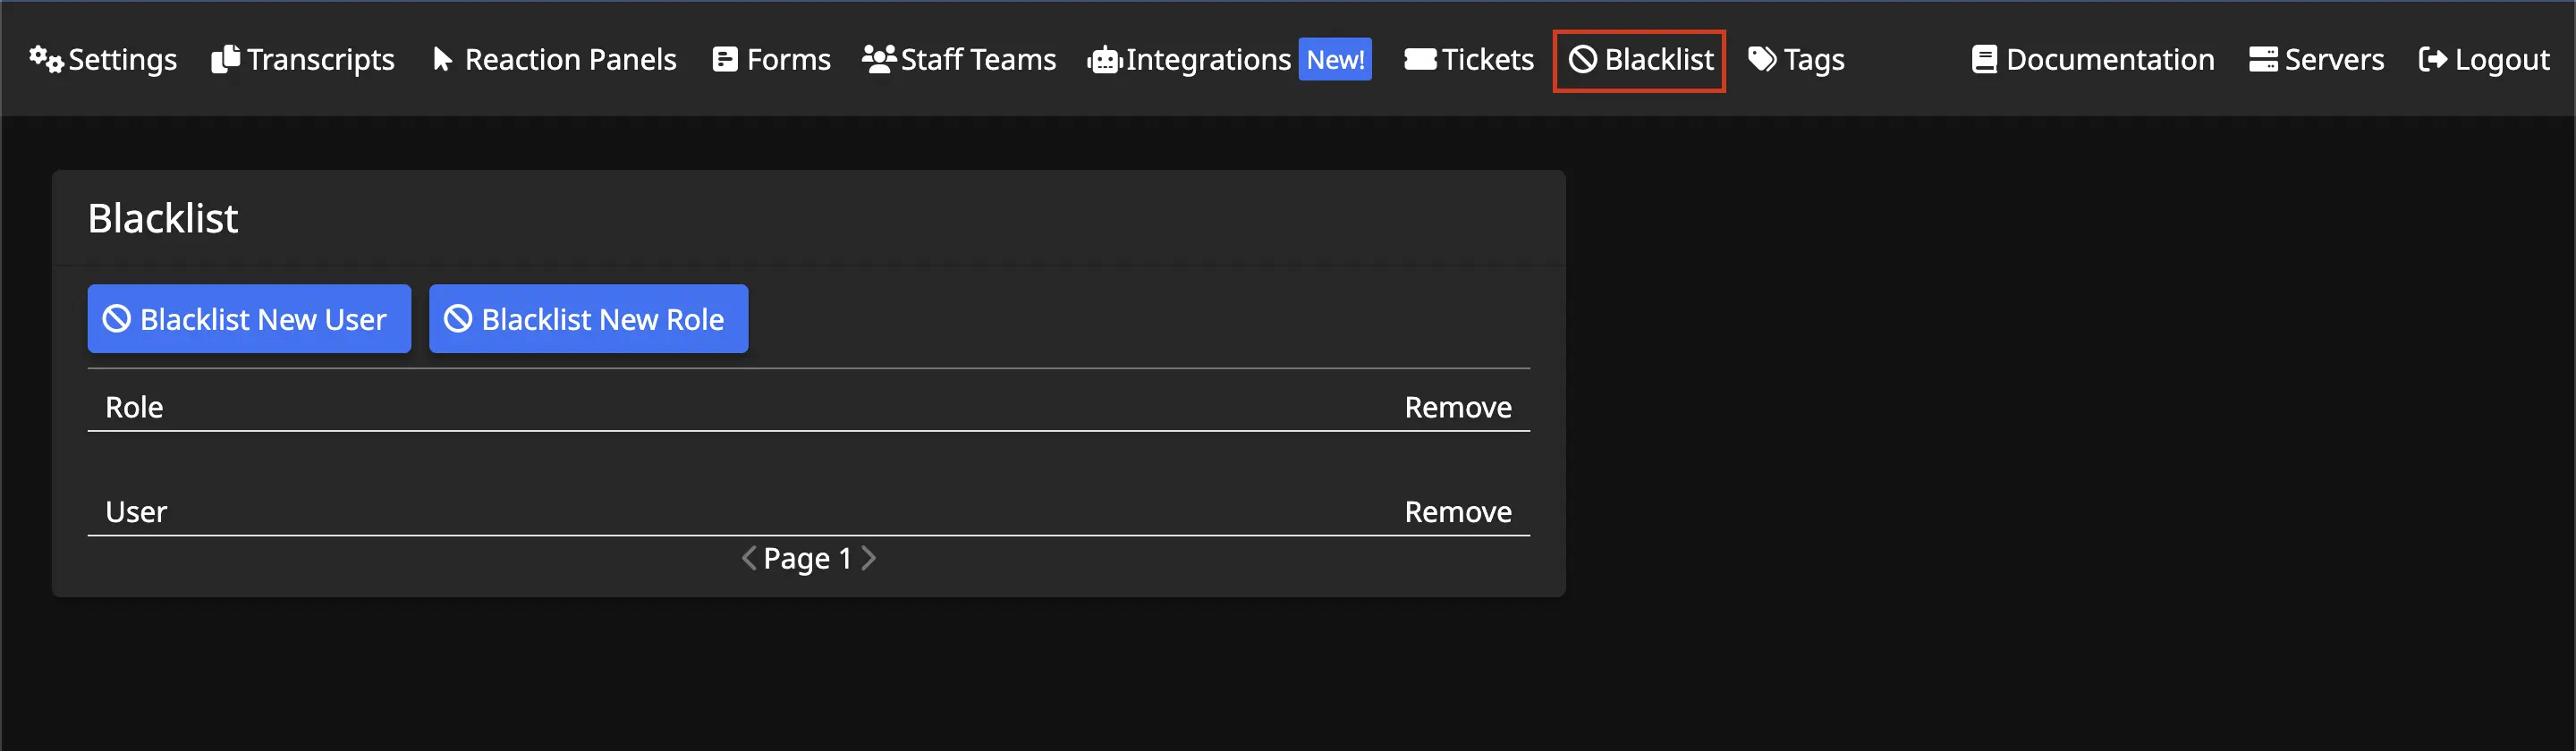 Settings Transcripts Reaction Panels Forms Staff Teams Integrations New! Tickets Blacklist Tags Documentation Servers Logout
Blacklist
Blacklist New User Blacklist New Role
Role Remove
User Remove
Page 1